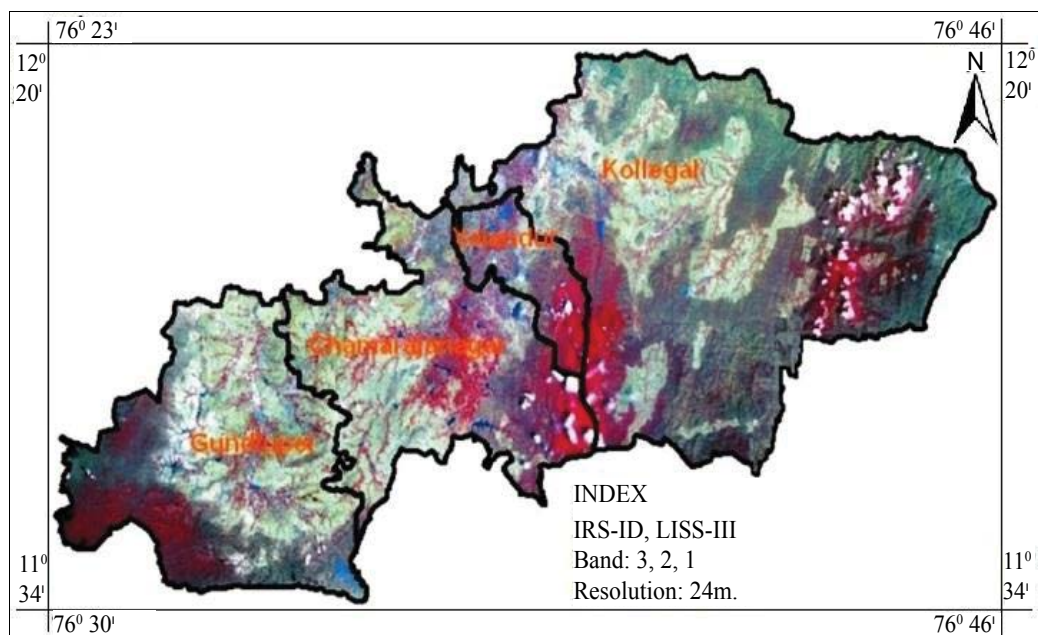 76⁰ 23ˡ
76⁰ 46ˡ
12⁰
20ˡ
12⁰
20ˡ
N
Kollegal
Yelandur
Chamarajanagar
Gundlupet
INDEX
IRS-ID, LISS-III
Band: 3, 2, 1
Resolution: 24m.
11⁰
34ˡ
11⁰
34ˡ
76⁰ 30ˡ
76⁰ 46ˡ